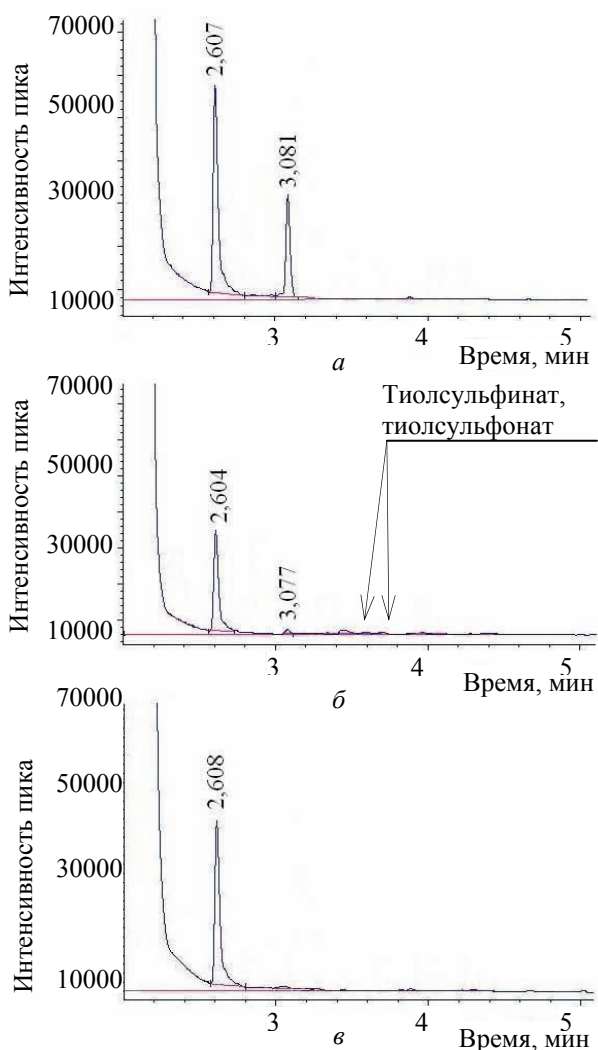 70000
50000
30000
10000
Интенсивность пика
2,607
3,081
3
4
5
Время, мин
а
70000
50000
30000
10000
Интенсивность пика
2,604
3,077
Тиолсульфинат,
тиолсульфонат
3
4
5
Время, мин
б
70000
50000
30000
10000
Интенсивность пика
2,608
3
4
5
Время, мин
в